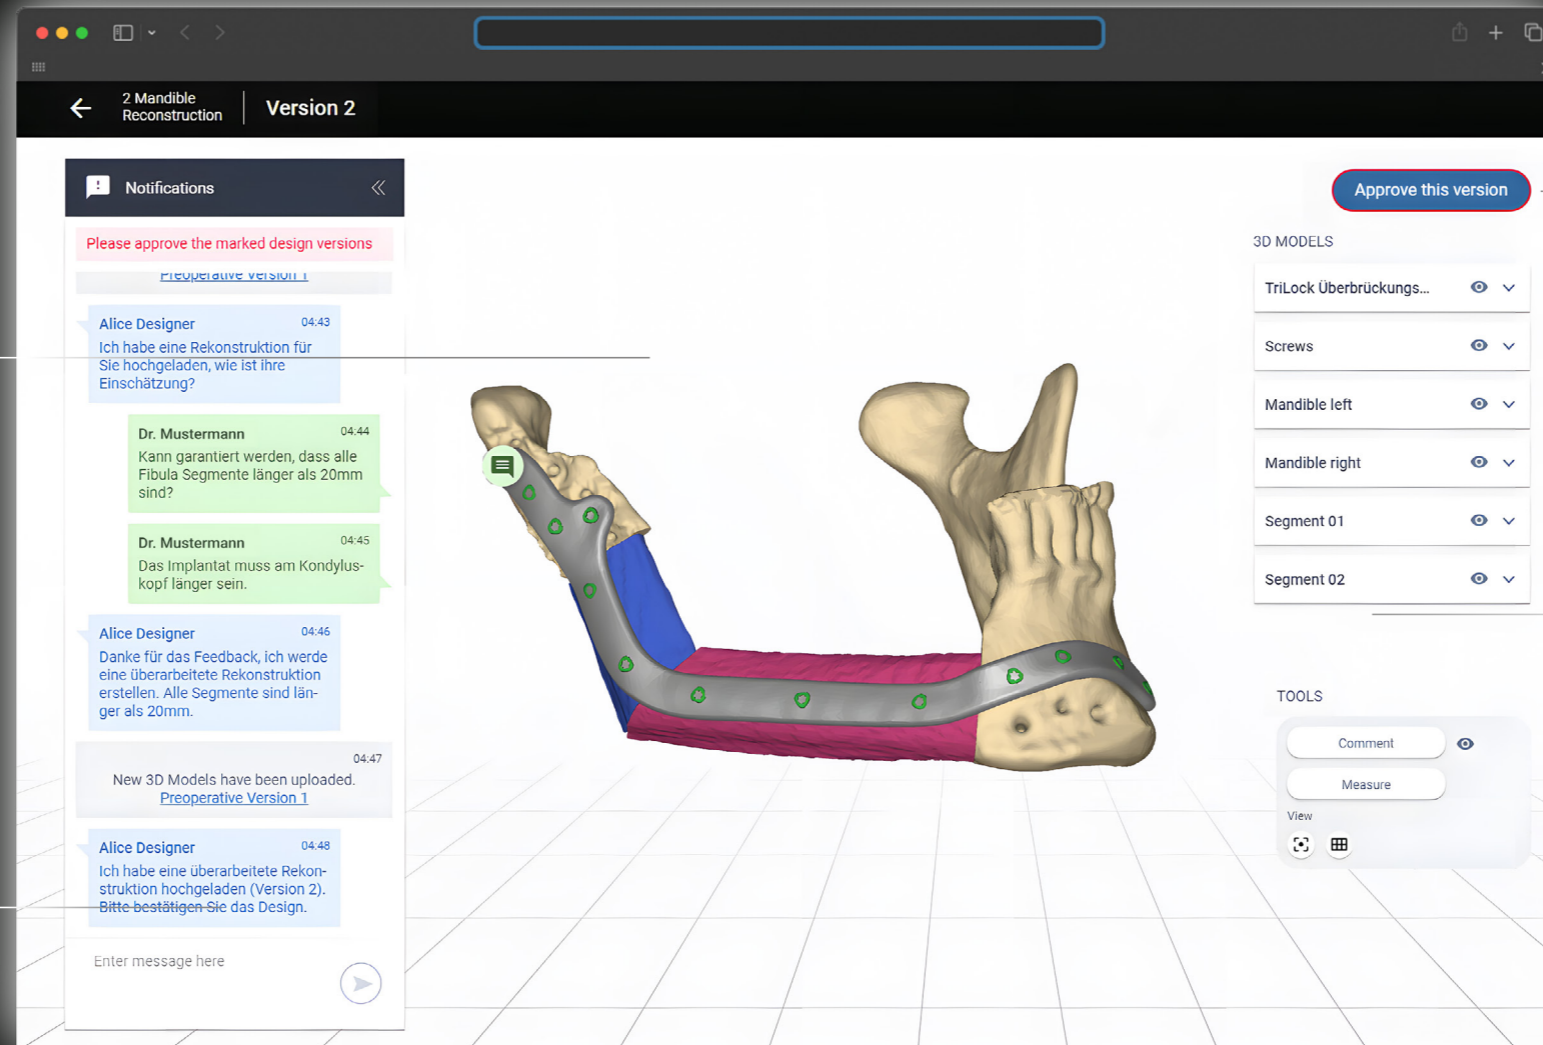 2 Mandible
Reconstruction
Version 2
Notifications
Please approve the marked design versions
Preoperative Version 1
Alice Designer 04:43
Ich habe eine Rekonstruktion für
Sie hochgeladen, wie ist ihre
Einschätzung?
Dr. Mustermann 04:44
Kann garantiert werden, dass alle
Fibula Segmente länger als 20mm
sind?
Dr. Mustermann 04:45
Das Implantat muss am Kondylus-
kopf länger sein.
Alice Designer 04:46
Danke für das Feedback, ich werde
eine überarbeitete Rekonstruktion
erstellen. Alle Segmente sind län-
ger als 20mm.
04:47
New 3D Models have been uploaded.
Preoperative Version 1
Alice Designer 04:48
Ich habe eine überarbeitete Rekon-
struktion hochgeladen (Version 2).
Bitte bestätigen Sie das Design.
Enter message here
Approve this version
3D MODELS
TriLock Überbrückungs...
Screws
Mandible left
Mandible right
Segment 01
Segment 02
TOOLS
Comment
Measure
View